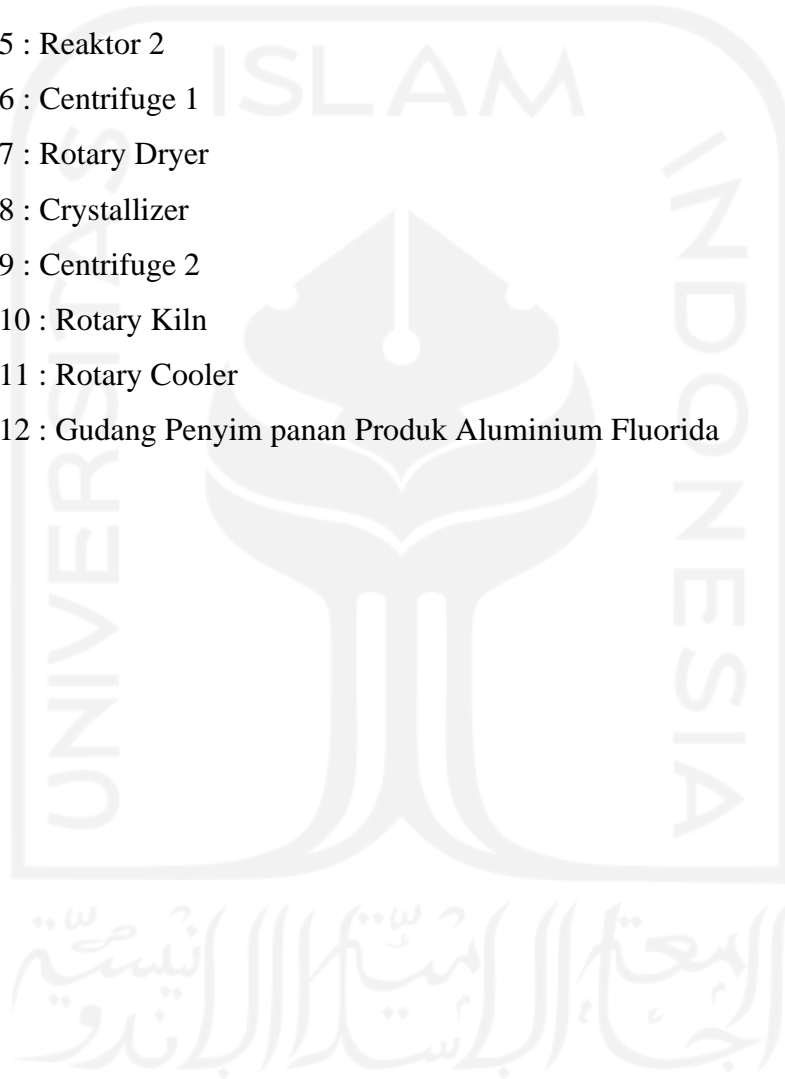 5 : Reaktor 2
6 : Centrifuge 1
7 : Rotary Dryer
8 : Crystallizer
9 : Centrifuge 2
10 : Rotary Kiln
11 : Rotary Cooler
12 : Gudang Penyim panan Produk Aluminium Fluorida
UNIVERSITAS
ISLAM
INDONESIA